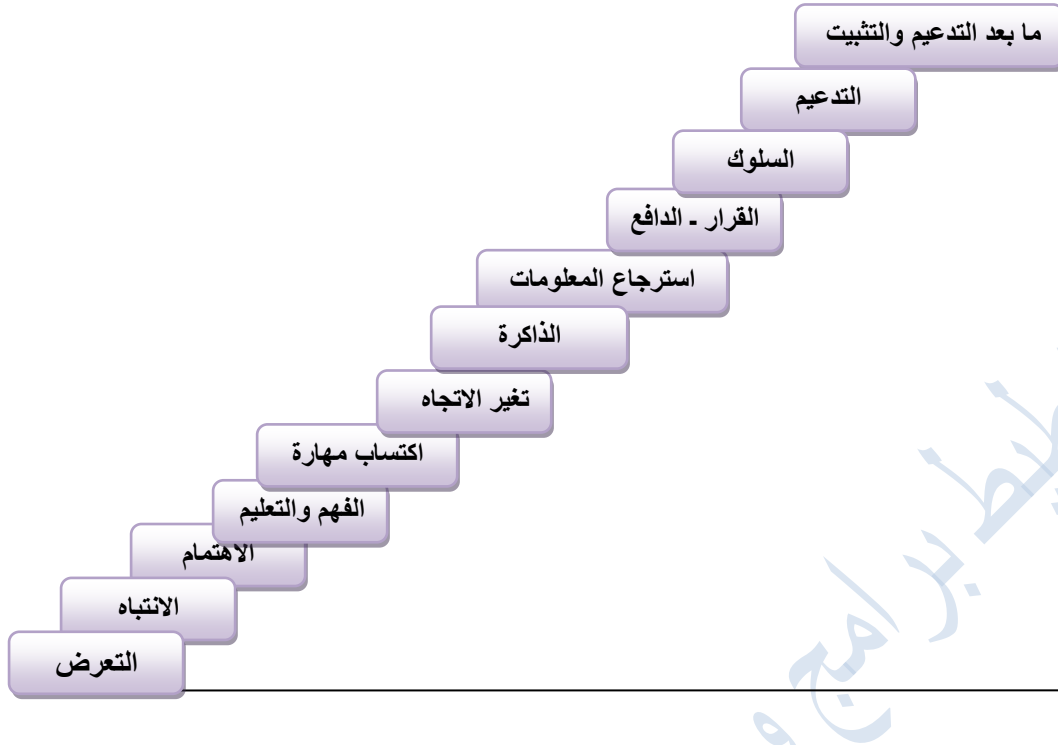 ما بعد التدعيم والتثبيت
التدعيم
السلوك
القرار ـ الدافع
استرجاع المعلومات
الذاكرة
تغير الاتجاه
اكتساب مهارة
الفهم والتعليم
الاهتمام
الانتباه
التعرض
برامج